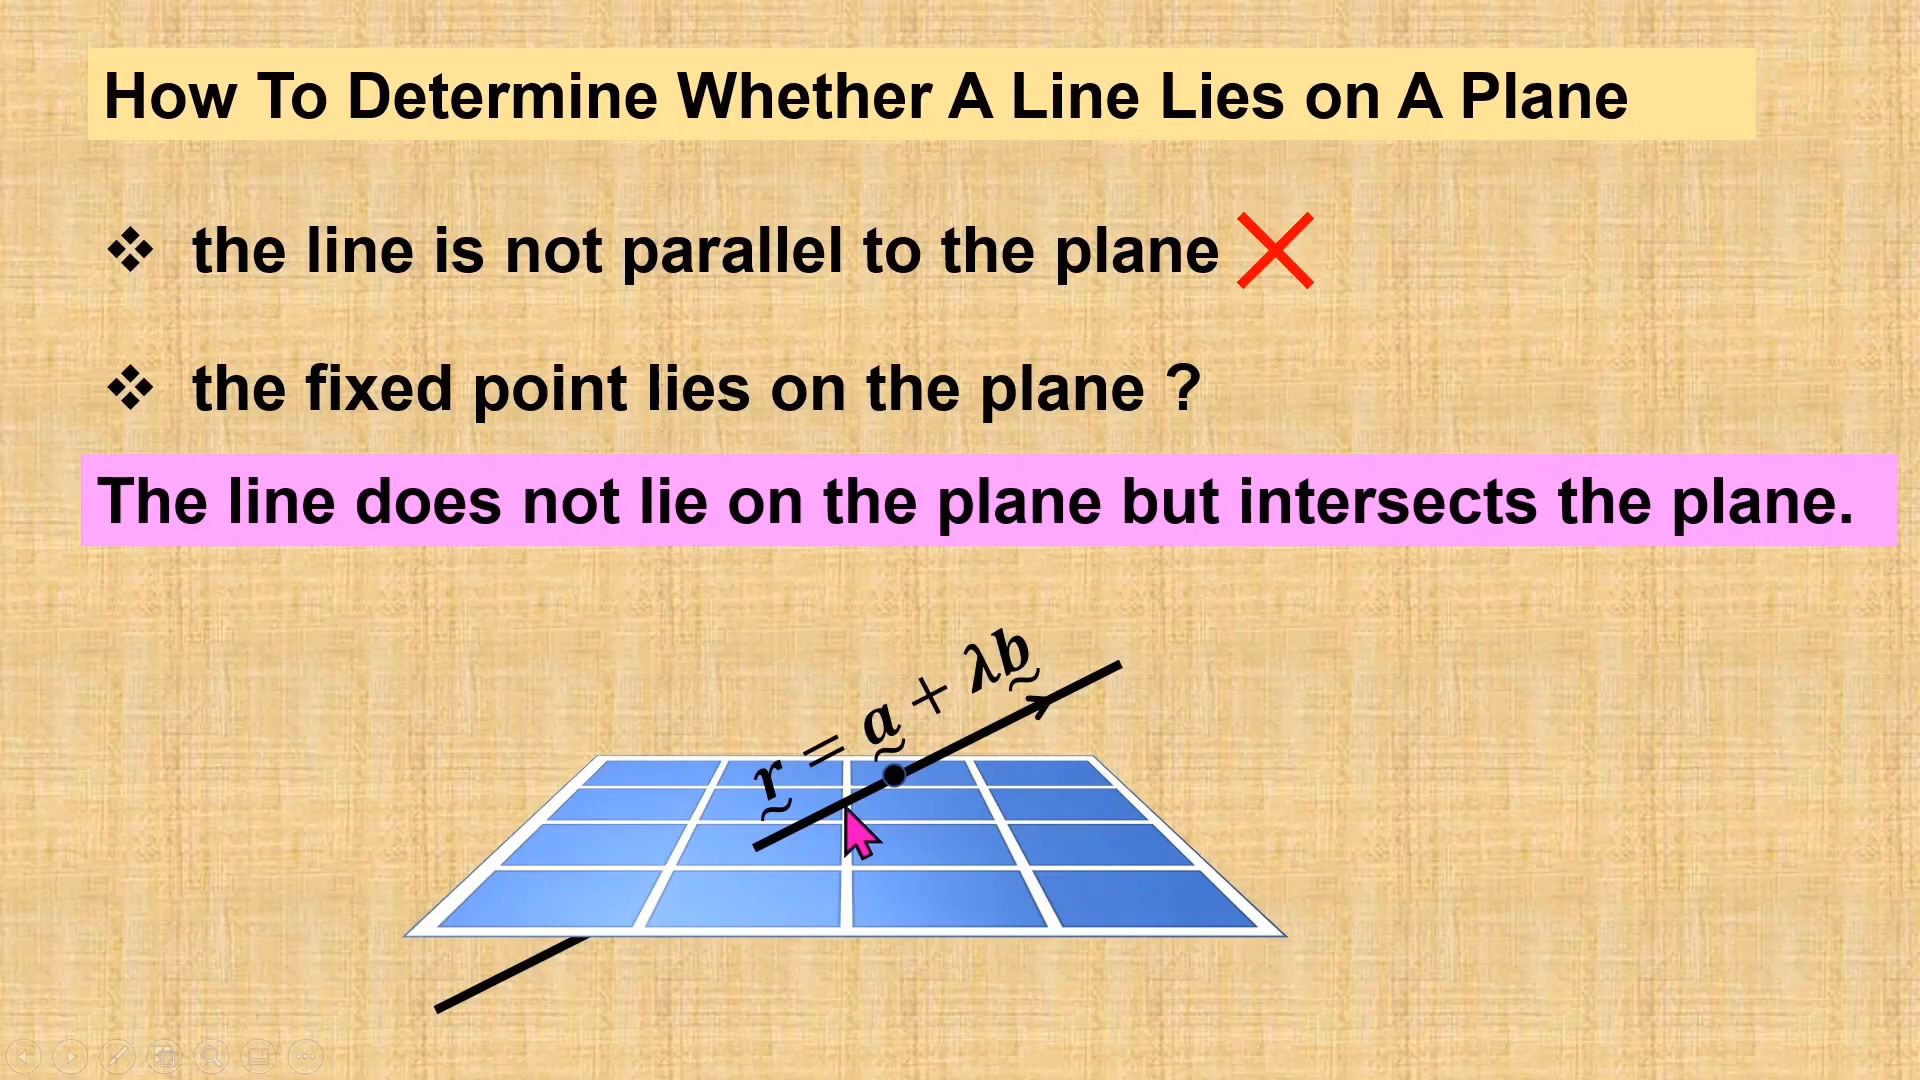 How To Determine Whether A Line Lies on A Plane
❖ the line is not parallel to the plane
❖ the fixed point lies on the plane ?
The line does not lie on the plane but intersects the plane.
r̰ = a̰ + λb̰